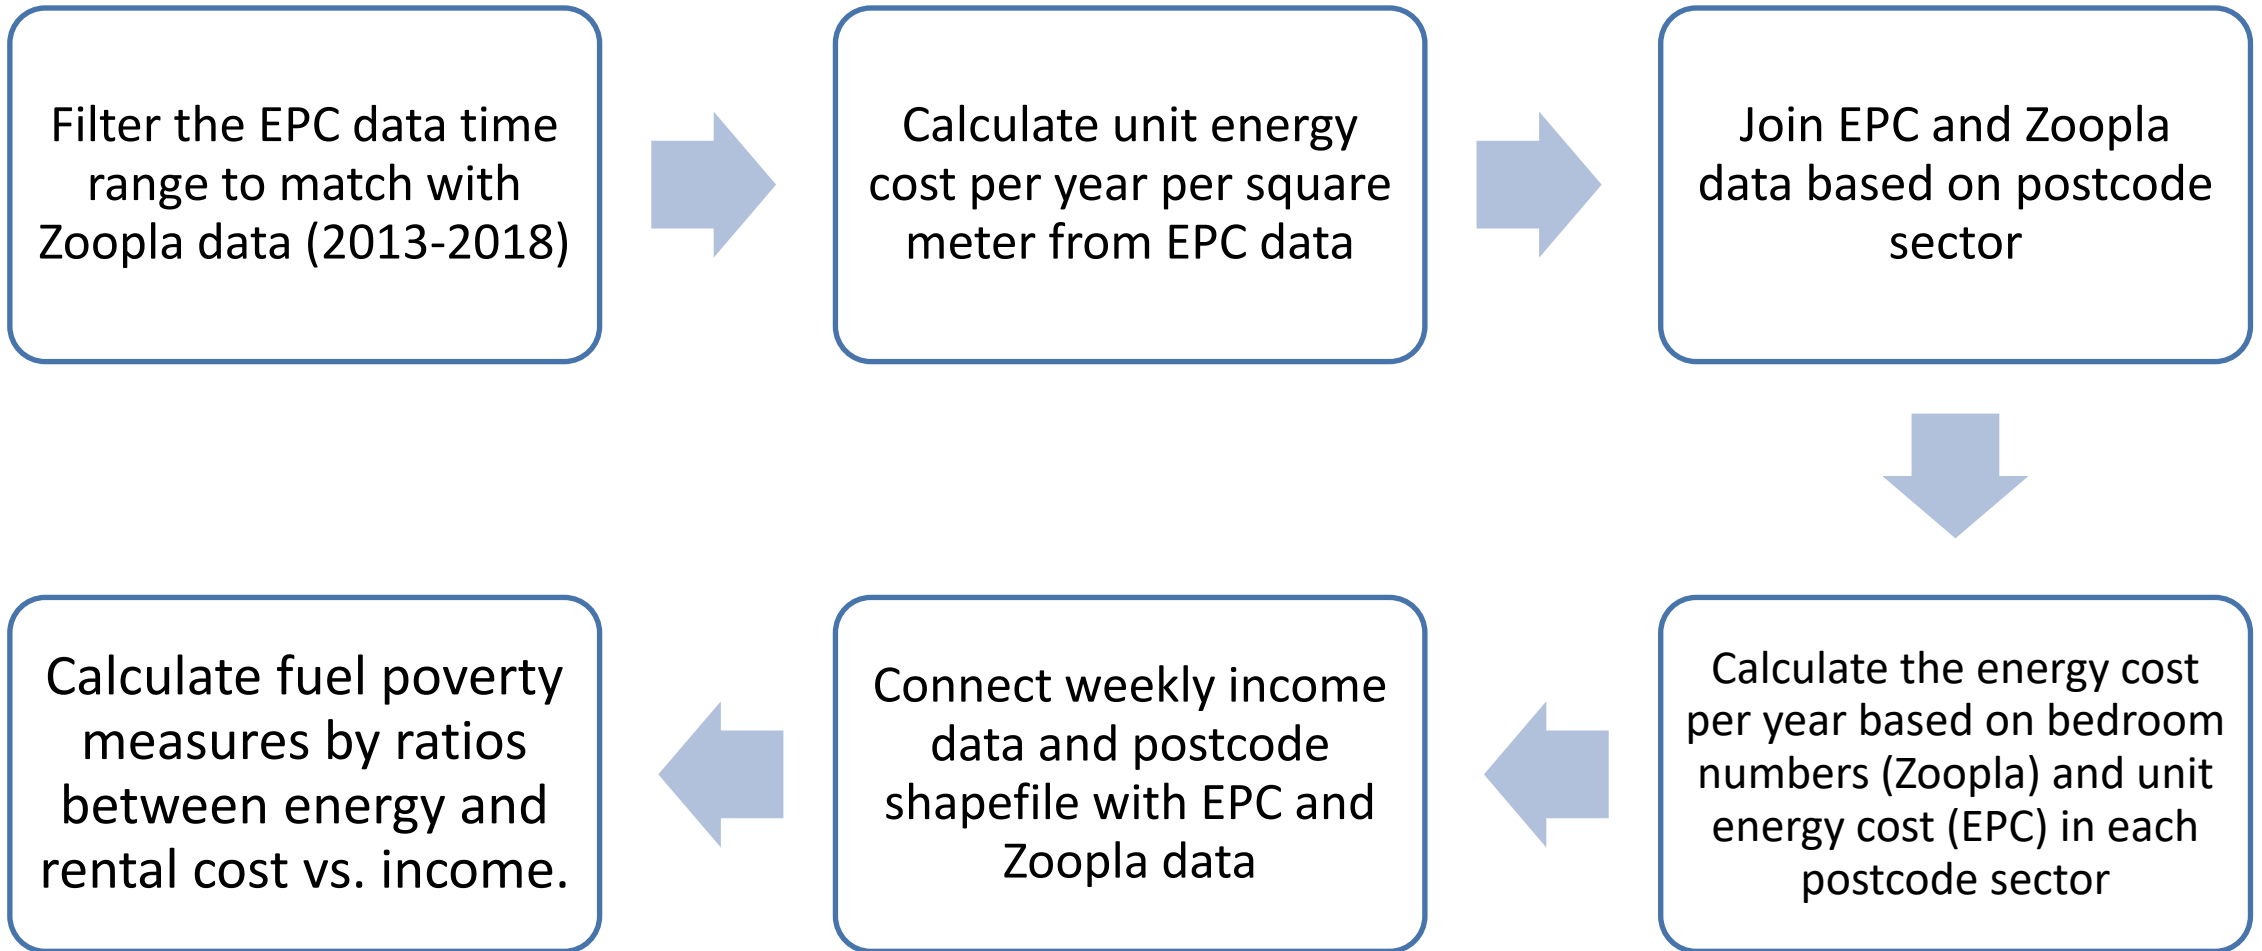 Filter the EPC data time
range to match with
Zoopla data (2013-2018)
Calculate unit energy
cost per year per square
meter from EPC data
Join EPC and Zoopla
data based on postcode
sector
Calculate the energy cost
per year based on bedroom
numbers (Zoopla) and unit
energy cost (EPC) in each
postcode sector
Connect weekly income
data and postcode
shapefile with EPC and
Zoopla data
Calculate fuel poverty
measures by ratios
between energy and
rental cost vs. income.